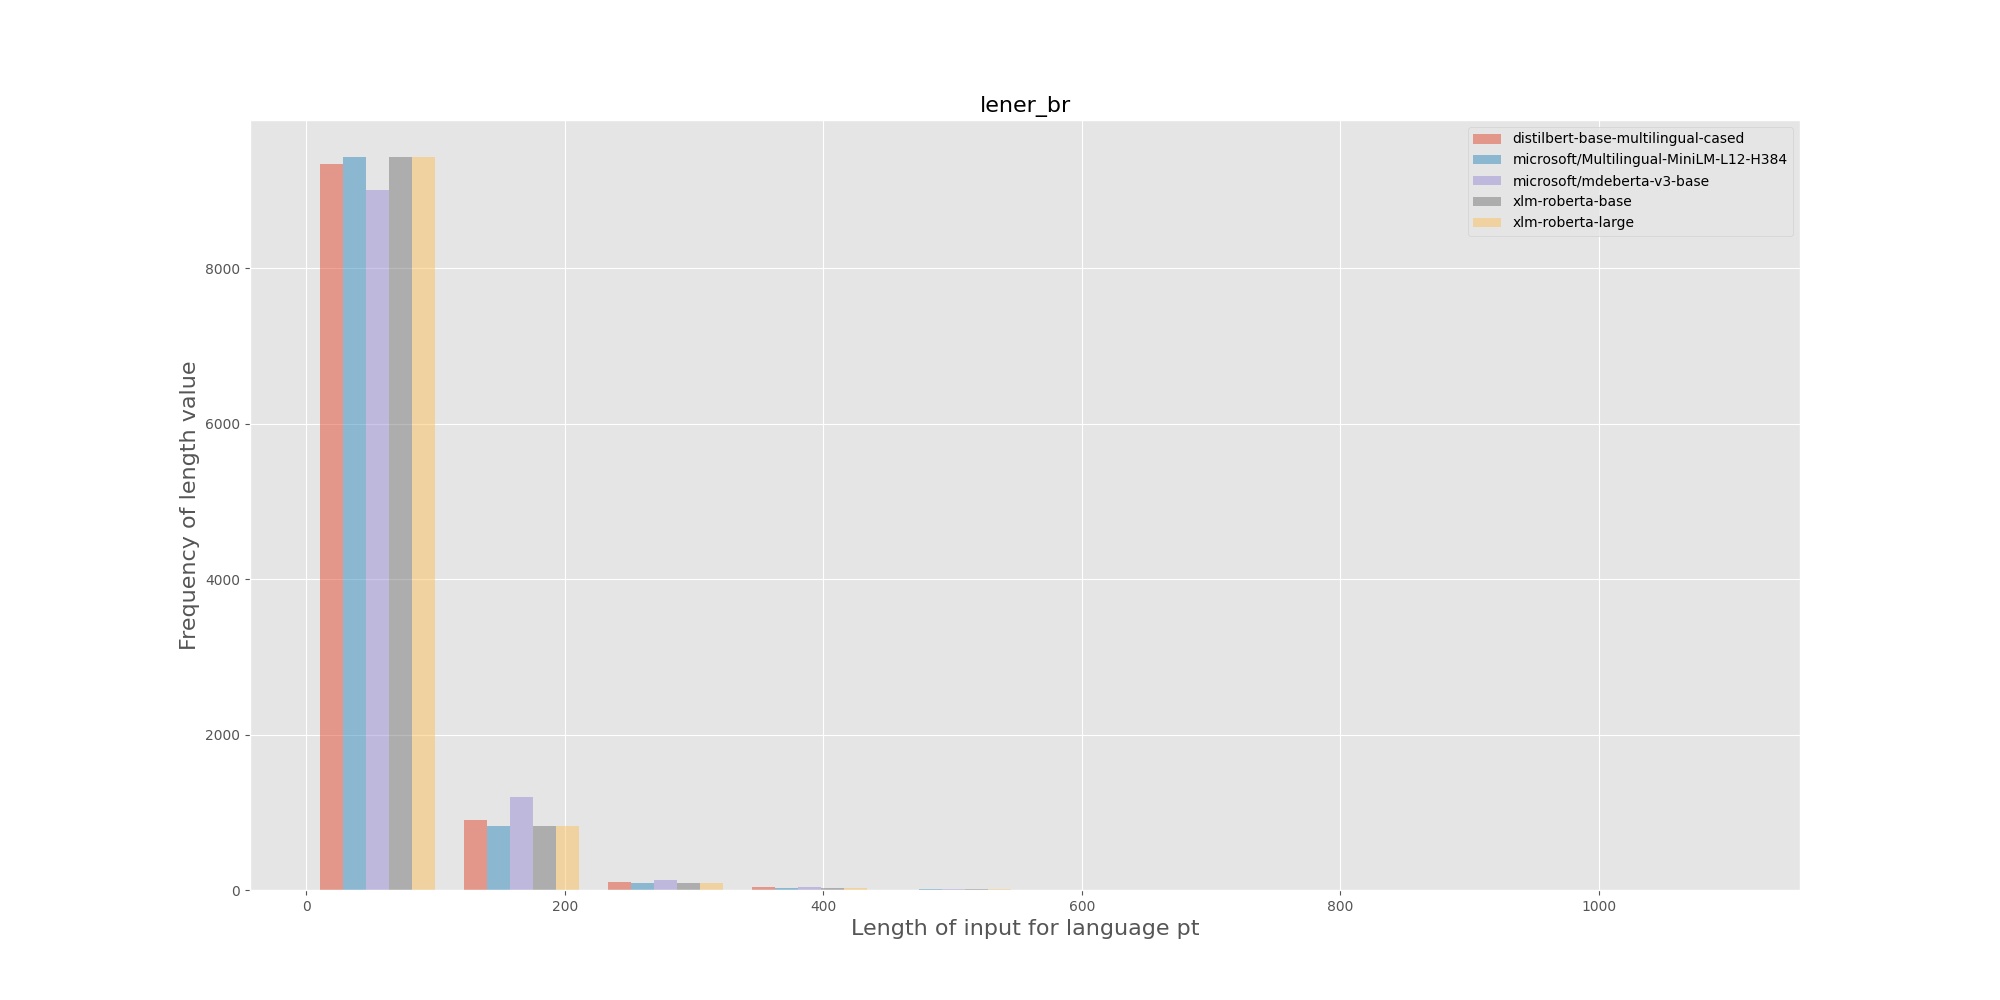 lener_br
distilbert-base-multilingual-cased
microsoft/Multilingual-MiniLM-L12-H384
microsoft/mdeberta-v3-base
xlm-roberta-base
xlm-roberta-large
Frequency of length value
8000
6000
4000
2000
0
0 200 400 600 800 1000
Length of input for language pt